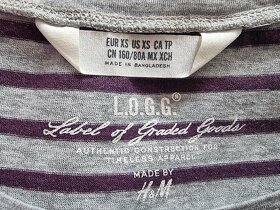 EUR XS US XS CA TP
CN 160/80A MX XCH
MADE IN BANGLADESH
L.O.G.G.®
Label of Graded Goods
AUTHENTIC CONSTRUCTION FOR
TIMELESS APPAREL
MADE BY
H&M